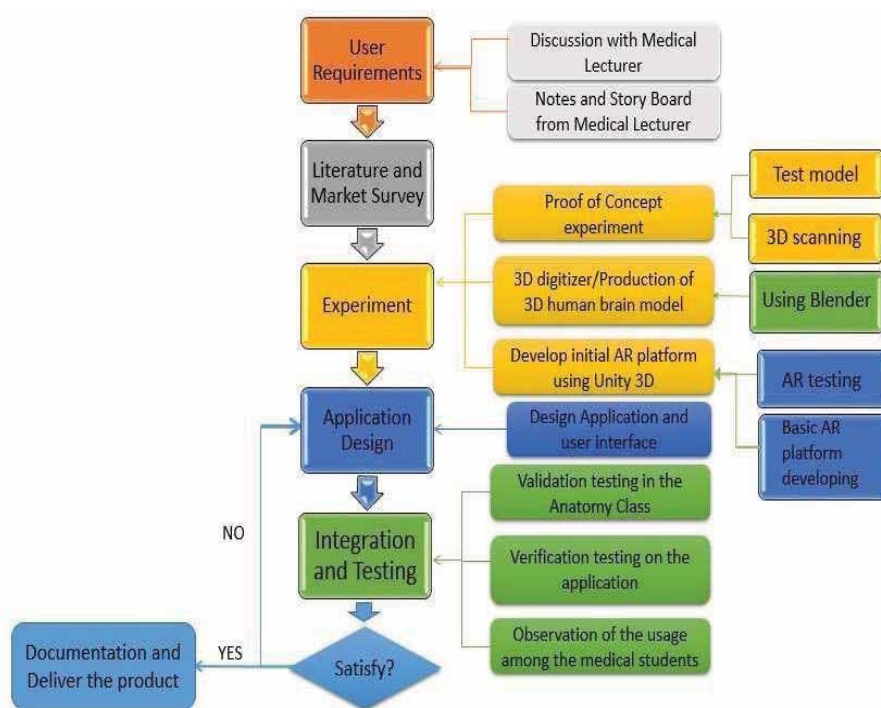 User
Requirements
Discussion with Medical
Lecturer
Notes and Story Board
from Medical Lecturer
Literature and
Market Survey
Experiment
Proof of Concept
experiment
Test model
3D scanning
3D digitizer/Production of
3D human brain model
Using Blender
Develop initial AR platform
using Unity 3D
AR testing
Basic AR
platform
developing
Application
Design
Design Application and
user interface
Integration
and Testing
Validation testing in the
Anatomy Class
Verification testing on the
application
Observation of the usage
among the medical students
NO
Satisfy?
YES
Documentation and
Deliver the product